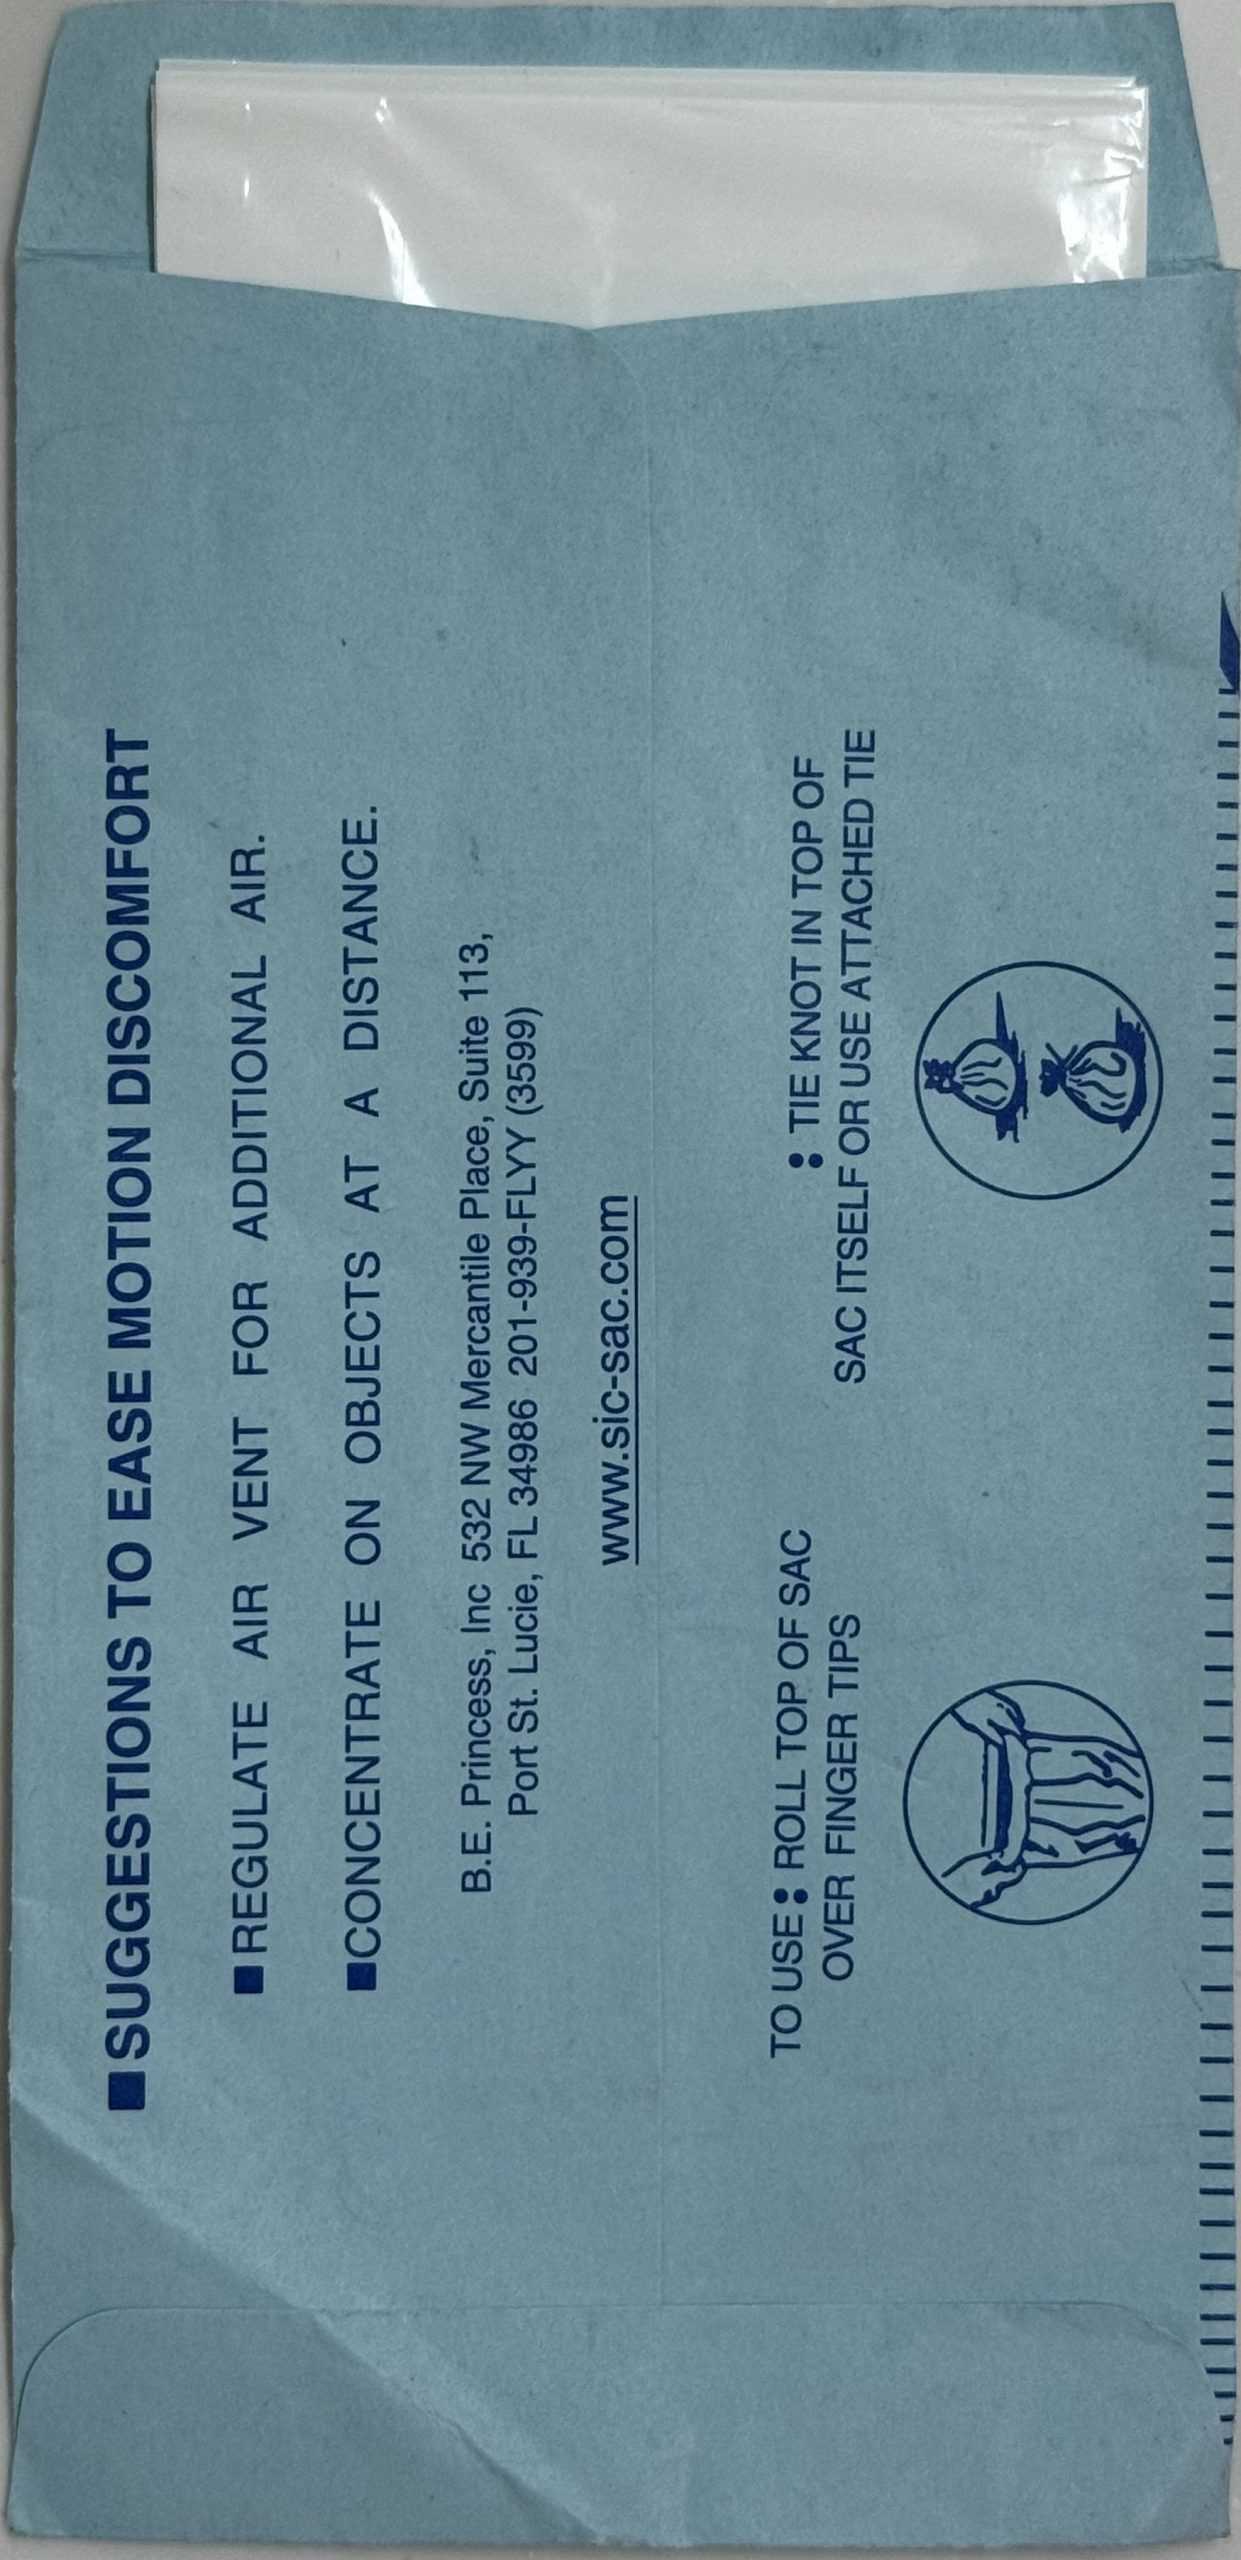 ■SUGGESTIONS TO EASE MOTION DISCOMFORT
■REGULATE AIR VENT FOR ADDITIONAL AIR.
■CONCENTRATE ON OBJECTS AT A DISTANCE.
B.E. Princess, Inc 532 NW Mercantile Place, Suite 113,
Port St. Lucie, FL 34986 201-939-FLYY (3599)
www.sic-sac.com
TO USE: ROLL TOP OF SAC
OVER FINGER TIPS
: TIE KNOT IN TOP OF
SAC ITSELF OR USE ATTACHED TIE